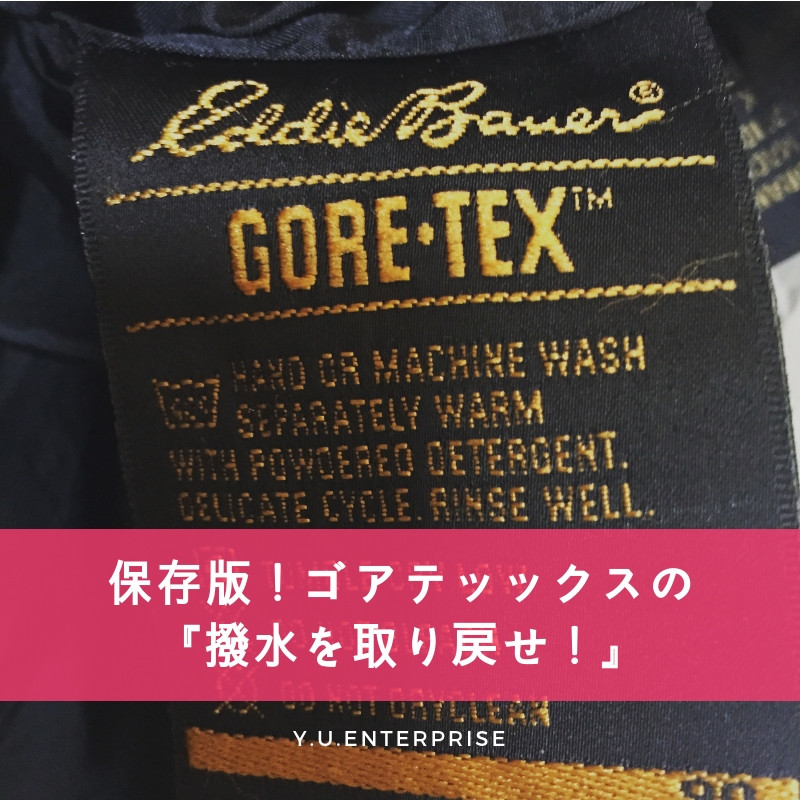 Eddie Bauer®
GORE·TEX™
HAND OR MACHINE WASH
SEPARATELY WARM
WITH POWDERED DETERGENT.
DELICATE CYCLE. RINSE WELL.
保存版！ゴアテッックスの
『撥水を取り戻せ！』
DO NOT DRYCLEAN
Y.U.ENTERPRISE